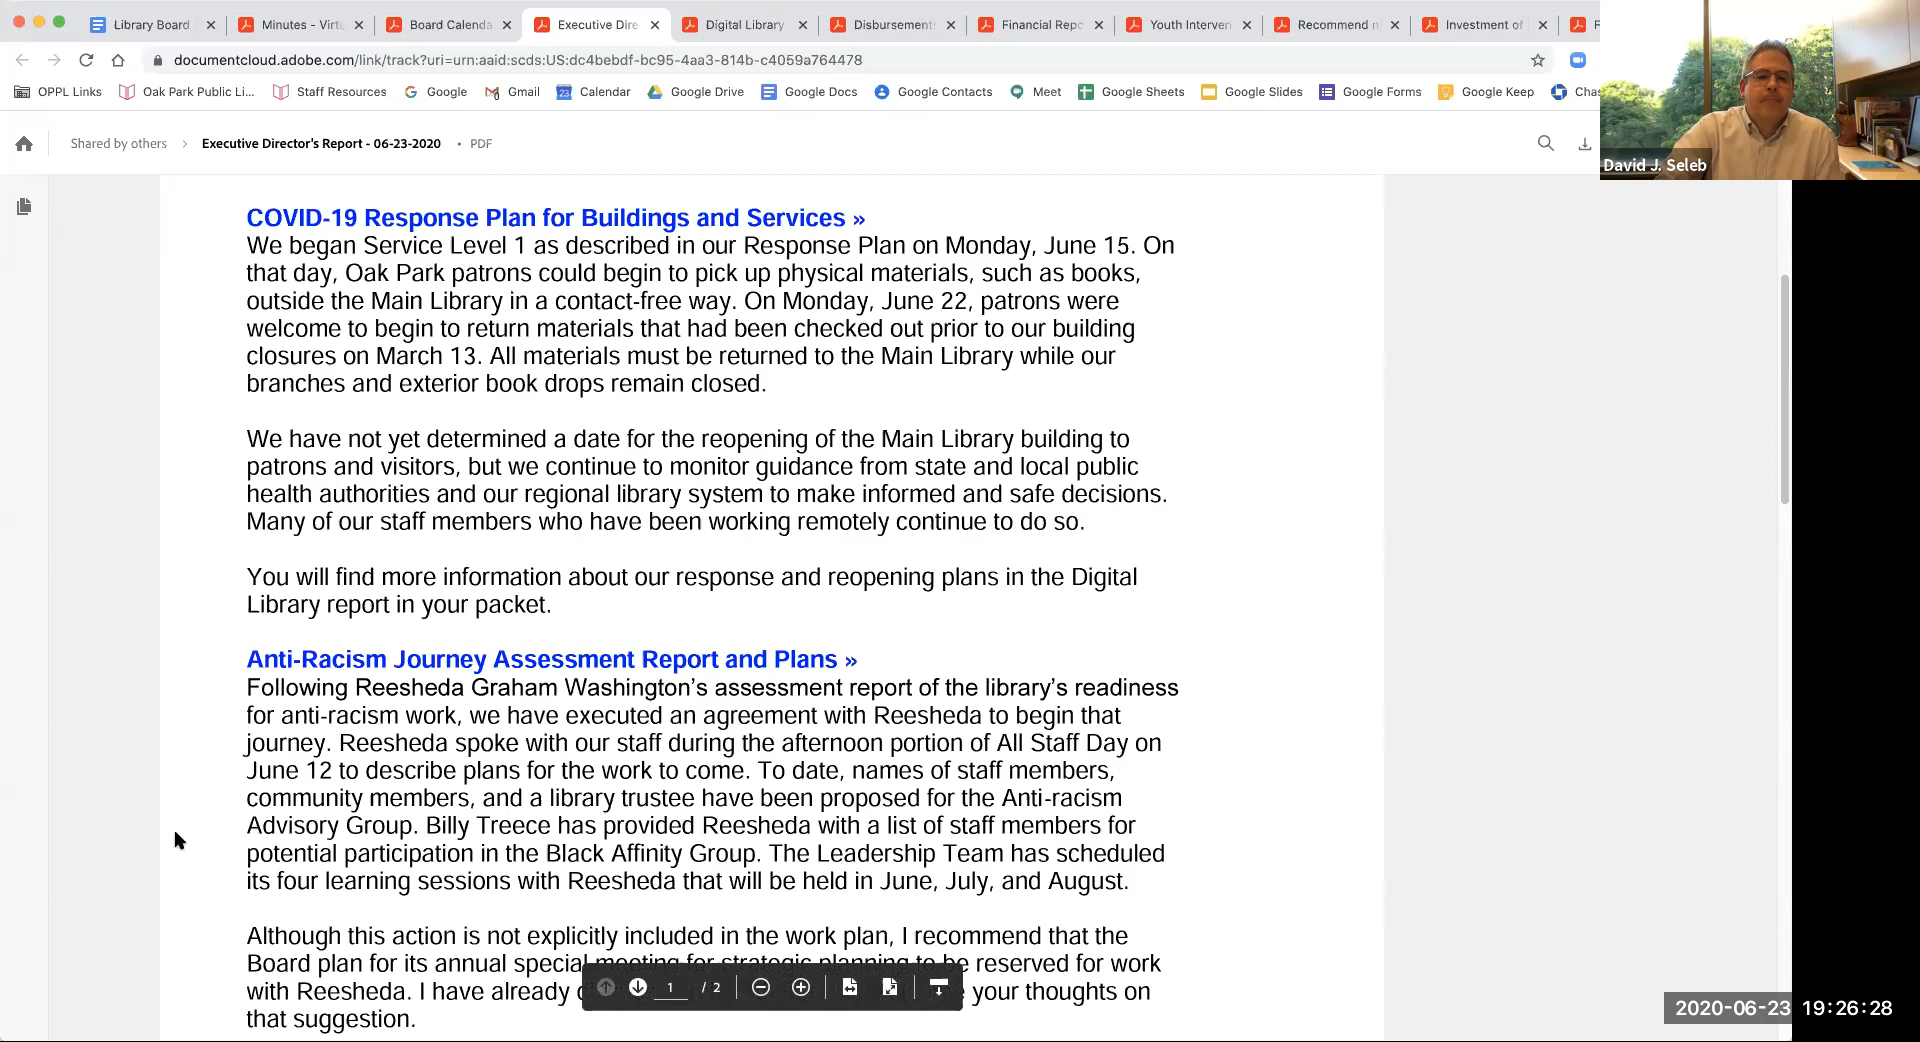 Library Board
Minutes - Virtu
Board Calenda
Executive Dire
Digital Library
Disbursement
Financial Repo
Youth Interven
Recommend n
Investment of
F
documentcloud.adobe.com/link/track?uri=urn:aaid:scds:US:dc4bebdf-bc95-4aa3-814b-c4059a764478
OPPL Links
Oak Park Public Li...
Staff Resources
Google
Gmail
Calendar
Google Drive
Google Docs
Google Contacts
Meet
Google Sheets
Google Slides
Google Forms
Google Keep
Chas
Shared by others > Executive Director's Report - 06-23-2020 • PDF
David J. Seleb
COVID-19 Response Plan for Buildings and Services »
We began Service Level 1 as described in our Response Plan on Monday, June 15. On
that day, Oak Park patrons could begin to pick up physical materials, such as books,
outside the Main Library in a contact-free way. On Monday, June 22, patrons were
welcome to begin to return materials that had been checked out prior to our building
closures on March 13. All materials must be returned to the Main Library while our
branches and exterior book drops remain closed.
We have not yet determined a date for the reopening of the Main Library building to
patrons and visitors, but we continue to monitor guidance from state and local public
health authorities and our regional library system to make informed and safe decisions.
Many of our staff members who have been working remotely continue to do so.
You will find more information about our response and reopening plans in the Digital
Library report in your packet.
Anti-Racism Journey Assessment Report and Plans »
Following Reesheda Graham Washington’s assessment report of the library’s readiness
for anti-racism work, we have executed an agreement with Reesheda to begin that
journey. Reesheda spoke with our staff during the afternoon portion of All Staff Day on
June 12 to describe plans for the work to come. To date, names of staff members,
community members, and a library trustee have been proposed for the Anti-racism
Advisory Group. Billy Treece has provided Reesheda with a list of staff members for
potential participation in the Black Affinity Group. The Leadership Team has scheduled
its four learning sessions with Reesheda that will be held in June, July, and August.
Although this action is not explicitly included in the work plan, I recommend that the
Board plan for its annual special meeting for strategic planning to be reserved for work
with Reesheda. I have already your thoughts on
that suggestion.
1 / 2
2020-06-23 19:26:28